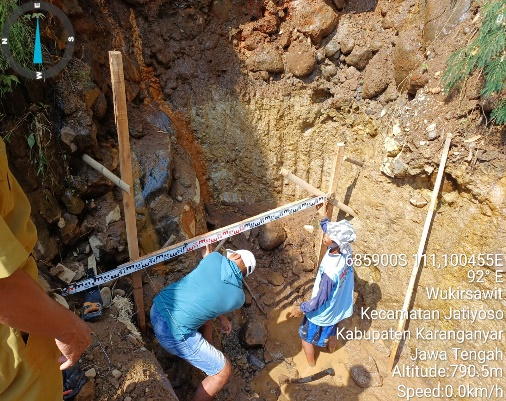 N
E
S
W
685900S 111,100455E
92° E
Wukirsawit
Kecamatan Jatiyoso
Kabupaten Karanganyar
Jawa Tengah
Altitude:790.5m
Speed:0.0km/h